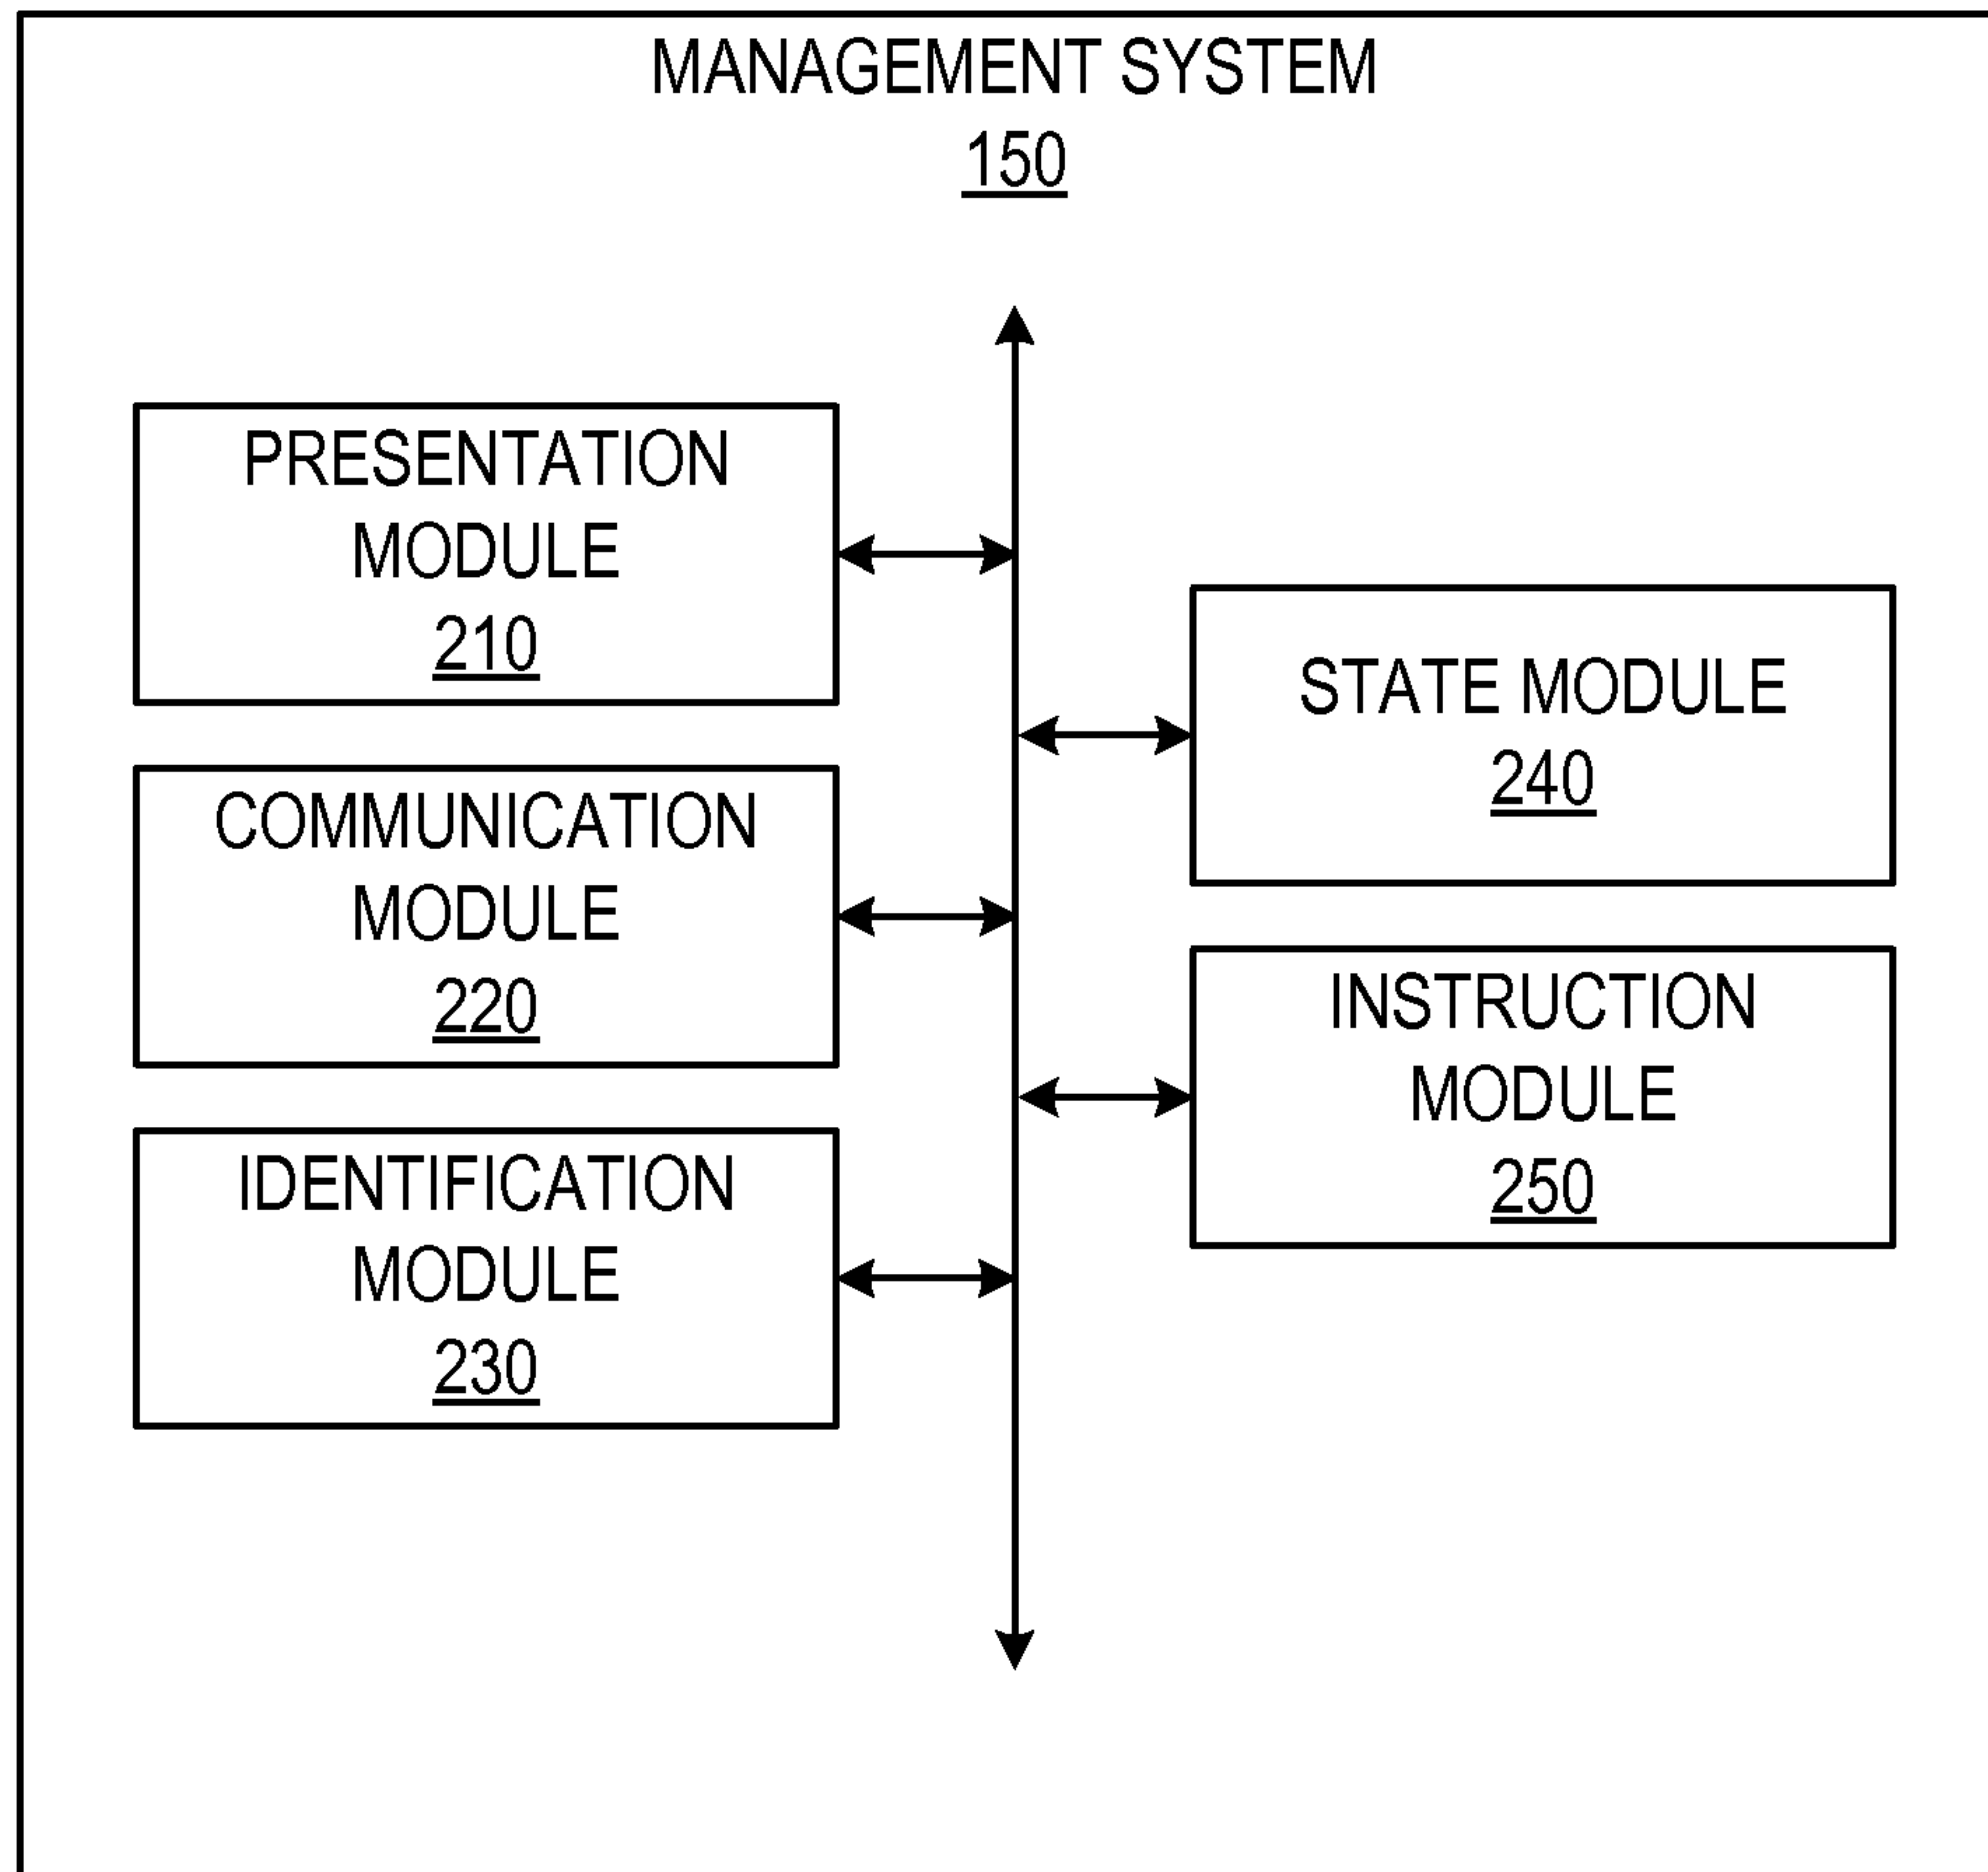 MANAGEMENT SYSTEM
150
PRESENTATION
MODULE
210
COMMUNICATION
MODULE
220
IDENTIFICATION
MODULE
230
STATE MODULE
240
INSTRUCTION
MODULE
250